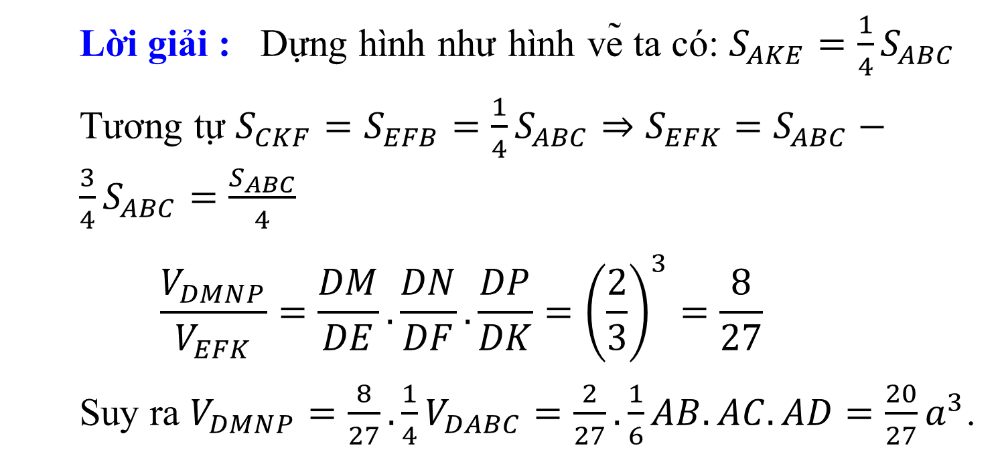 Lời giải : Dựng hình như hình vẽ ta có: $S_{AKE} = \frac{1}{4} S_{ABC}$
Tương tự $S_{CKF} = S_{EFB} = \frac{1}{4} S_{ABC} \Rightarrow S_{EFK} = S_{ABC} -$
$\frac{3}{4} S_{ABC} = \frac{S_{ABC}}{4}$
$\frac{V_{DMNP}}{V_{EFK}} = \frac{DM}{DE} . \frac{DN}{DF} . \frac{DP}{DK} = \left(\frac{2}{3}\right)^3 = \frac{8}{27}$
Suy ra $V_{DMNP} = \frac{8}{27} . \frac{1}{4} V_{DABC} = \frac{2}{27} . \frac{1}{6} AB. AC. AD = \frac{20}{27} a^3$.